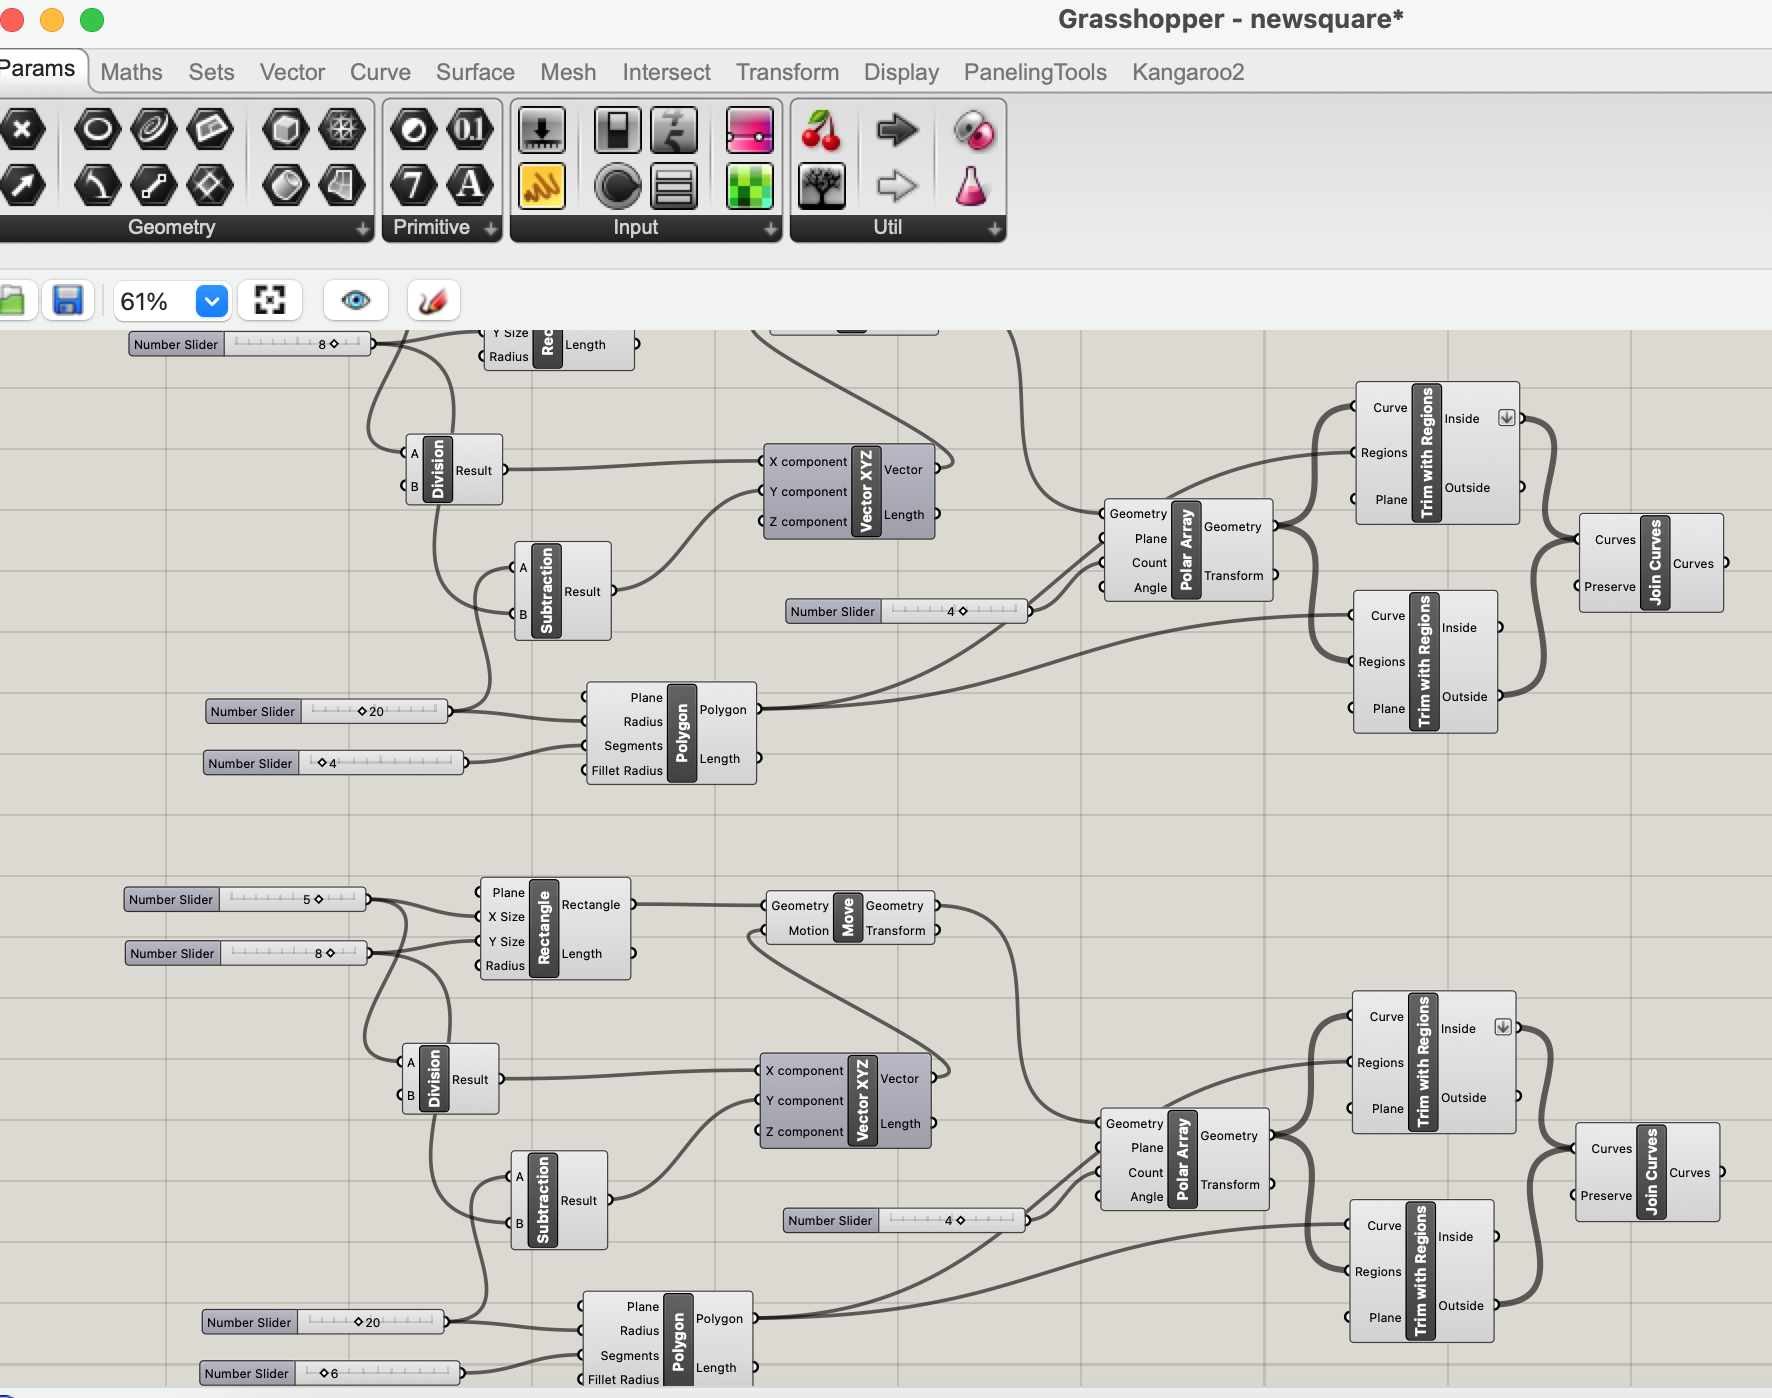 Grasshopper - newsquare*
Params Maths Sets Vector Curve Surface Mesh Intersect Transform Display PanelingTools Kangaroo2
0.1
4
5
7 A
Geometry Primitive Input Util
61%
Number Slider 8
Y Size
Radius
Length
A
B
Division
Result
X component
Y component
Z component
Vector XYZ
Vector
Length
Curve
Regions
Plane
Trim with Regions
Inside
Outside
Geometry
Plane
Count
Angle
Polar Array
Geometry
Transform
Curves
Preserve
Join Curves
Curves
A
B
Subtraction
Result
Number Slider 4
Curve
Regions
Plane
Trim with Regions
Inside
Outside
Number Slider 20
Number Slider 4
Plane
Radius
Segments
Fillet Radius
Polygon
Polygon
Length
Number Slider 5
Number Slider 8
Plane
X Size
Y Size
Radius
Rectangle
Rectangle
Length
Geometry
Motion
Move
Geometry
Transform
A
B
Division
Result
X component
Y component
Z component
Vector XYZ
Vector
Length
Curve
Regions
Plane
Trim with Regions
Inside
Outside
Geometry
Plane
Count
Angle
Polar Array
Geometry
Transform
Curves
Preserve
Join Curves
Curves
A
B
Subtraction
Result
Number Slider 4
Curve
Regions
Plane
Trim with Regions
Inside
Outside
Number Slider 20
Number Slider 6
Plane
Radius
Segments
Fillet Radius
Polygon
Polygon
Length